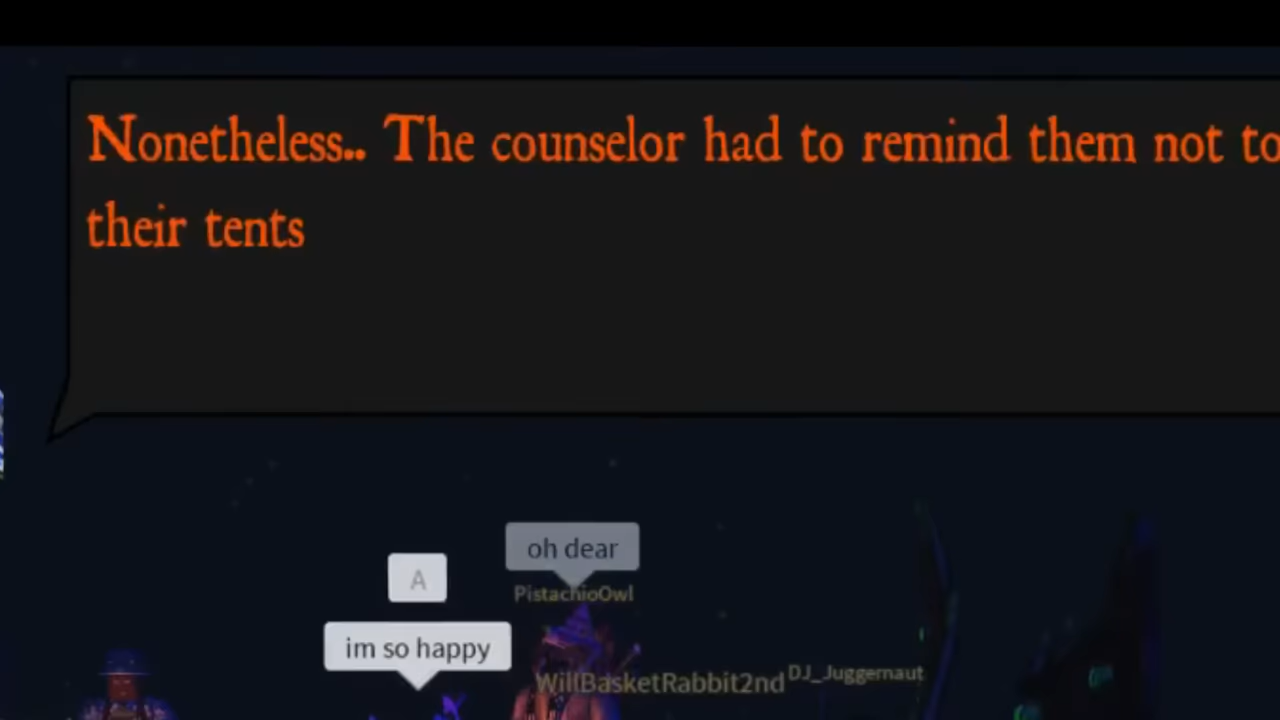 Nonetheless.. The counselor had to remind them not to
their tents
oh dear
A
PistachioOwl
im so happy
WillBasketRabbit2nd
DJ_Juggernaut